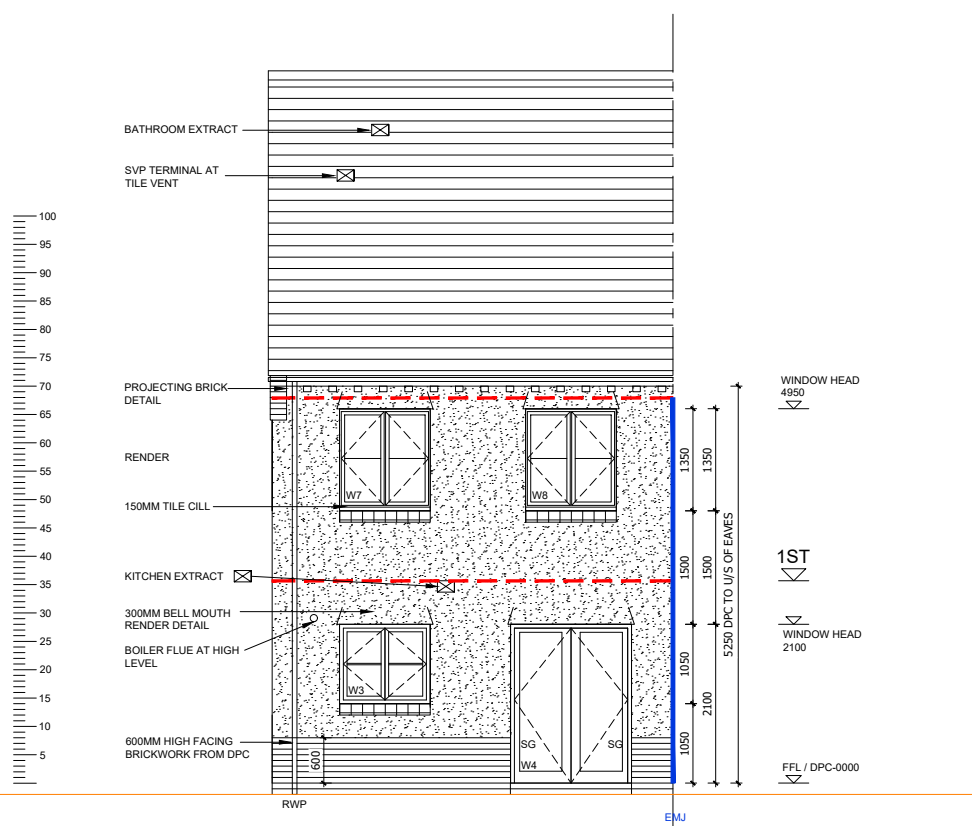 BATHROOM EXTRACT
SVP TERMINAL AT
TILE VENT
100
95
90
85
80
75
70
65
60
55
50
45
40
35
30
25
20
15
10
5
PROJECTING BRICK
DETAIL
RENDER
150MM TILE CILL
KITCHEN EXTRACT
300MM BELL MOUTH
RENDER DETAIL
BOILER FLUE AT HIGH
LEVEL
600MM HIGH FACING
BRICKWORK FROM DPC
W7
W8
W3
SG
SG
W4
600
RWP
EMJ
1350
1350
1500
1500
1050
2100
1050
5250 DPC TO U/S OF EAVES
WINDOW HEAD
4950
1ST
WINDOW HEAD
2100
FFL / DPC-0000